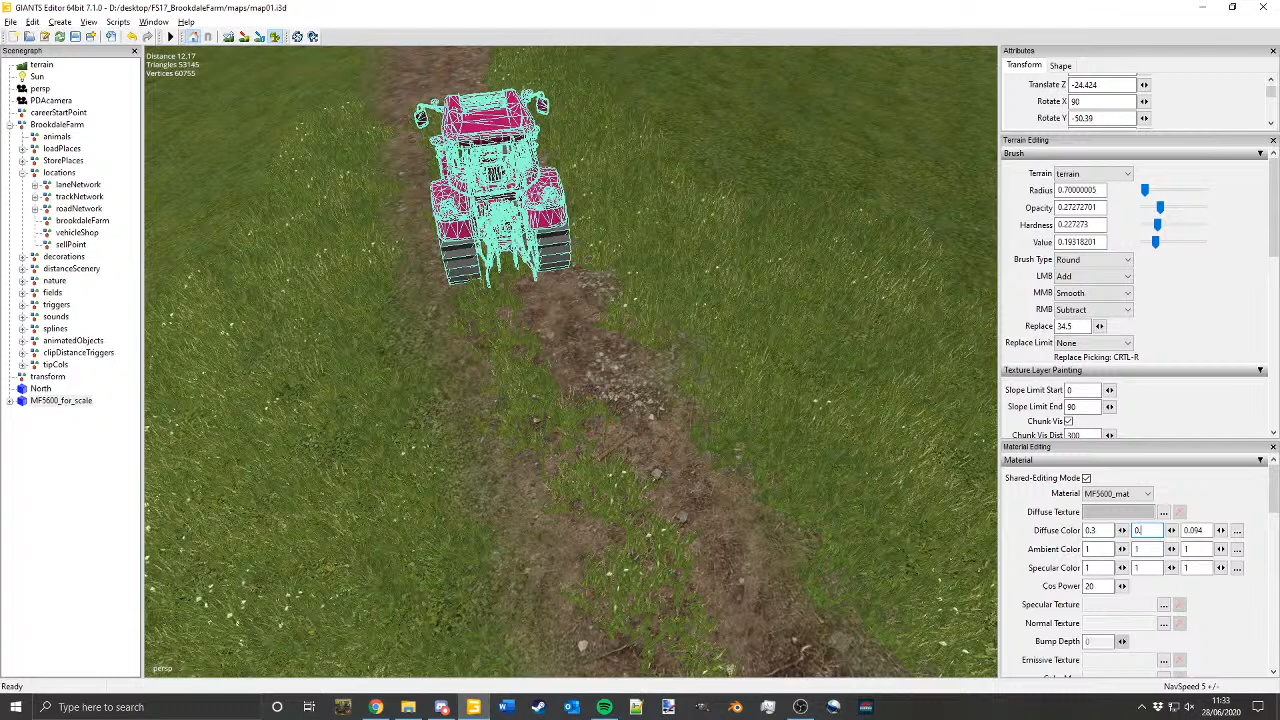 GIANTS Editor 64bit 7.1.0 - D:/desktop/FS17_BrookdaleFarm/maps/map01.i3d
File Edit Create View Scripts Window Help
Scenegraph
terrain
Sun
persp
PDAcamera
careerStartPoint
BrookdaleFarm
animals
loadPlaces
StorePlaces
locations
laneNetwork
trackNetwork
roadNetwork
brookdaleFarm
vehicleShop
sellPoint
decorations
distanceScenery
nature
fields
triggers
sounds
splines
animatedObjects
clipDistanceTriggers
tipCols
transform
North
MF5600_for_scale
Distance 12.17
Triangles 53145
Vertices 60755
persp
Attributes
Transform Shape
Translate Z -24.424
Rotate X 90
Rotate Y -50.39
Terrain Editing
Brush
Terrain terrain
Radius 0.70000005
Opacity 0.27272701
Hardness 0.227273
Value 0.19318201
Brush Type Round
LMB Add
MMB Smooth
RMB Subtract
Replace 34.5
Replace Limit None
Replace Picking: CRTL-R
Texture Layer Painting
Slope Limit Start 0
Slope Limit End 90
Chunk Vis
Chunk Vis Dist 300
Material Editing
Material
Shared-Editing Mode
Material MF5600_mat
Diffuse Texture ...
Diffuse Color 0.3 0. 0.094 ...
Ambient Color 1 1 1 ...
Specular Color 1 1 1 ...
Cos Power 20
Specular Texture ...
Normal Texture ...
Bump Depth 0
Emissive Texture ...
Ready
NavSpeed 5 +/-
Type here to search
11:33
28/06/2020